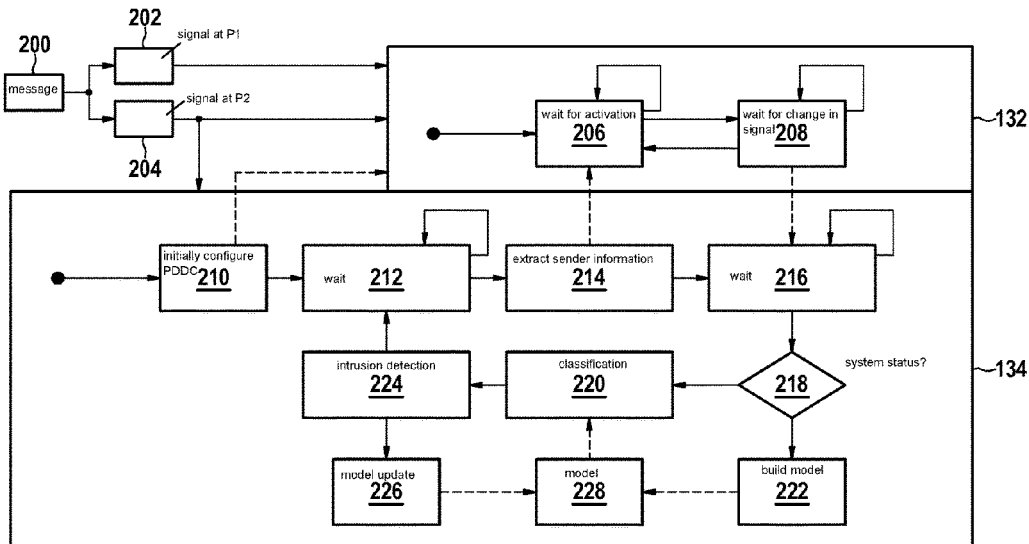 200
message
202
signal at P1
signal at P2
204
wait for activation
206
wait for change in
signal
208
132
initially configure
PDDC
210
wait
212
extract sender information
214
wait
216
intrusion detection
224
classification
220
system status?
218
134
model update
226
model
228
build model
222